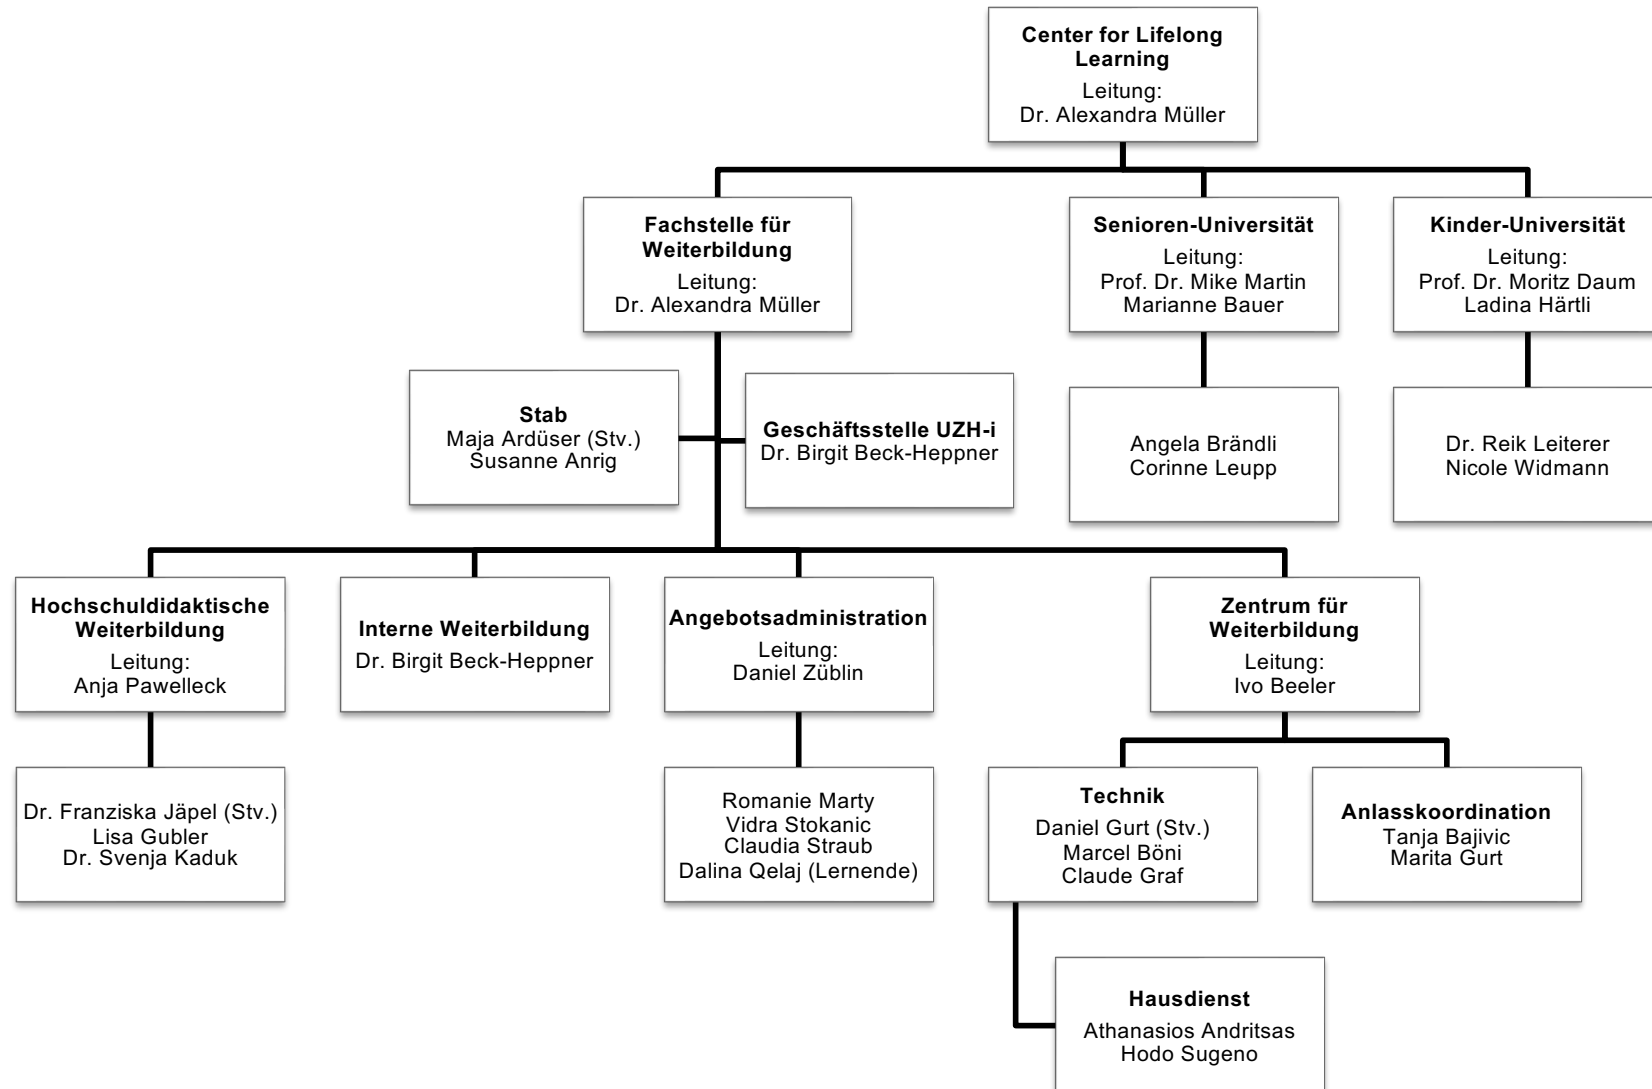 Center for Lifelong
Learning
Leitung:
Dr. Alexandra Müller
Fachstelle für
Weiterbildung
Leitung:
Dr. Alexandra Müller
Senioren-Universität
Leitung:
Prof. Dr. Mike Martin
Marianne Bauer
Kinder-Universität
Leitung:
Prof. Dr. Moritz Daum
Ladina Härtli
Stab
Maja Ardüser (Stv.)
Susanne Anrig
Geschäftsstelle UZH-i
Dr. Birgit Beck-Heppner
Angela Brändli
Corinne Leupp
Dr. Reik Leiterer
Nicole Widmann
Hochschuldidaktische
Weiterbildung
Leitung:
Anja Pawelleck
Interne Weiterbildung
Dr. Birgit Beck-Heppner
Angebotsadministration
Leitung:
Daniel Züblin
Zentrum für
Weiterbildung
Leitung:
Ivo Beeler
Dr. Franziska Jäpel (Stv.)
Lisa Gubler
Dr. Svenja Kaduk
Romanie Marty
Vidra Stokanic
Claudia Straub
Dalina Qelaj (Lernende)
Technik
Daniel Gurt (Stv.)
Marcel Böni
Claude Graf
Anlasskoordination
Tanja Bajivic
Marita Gurt
Hausdienst
Athanasios Andritsas
Hodo Sugeno